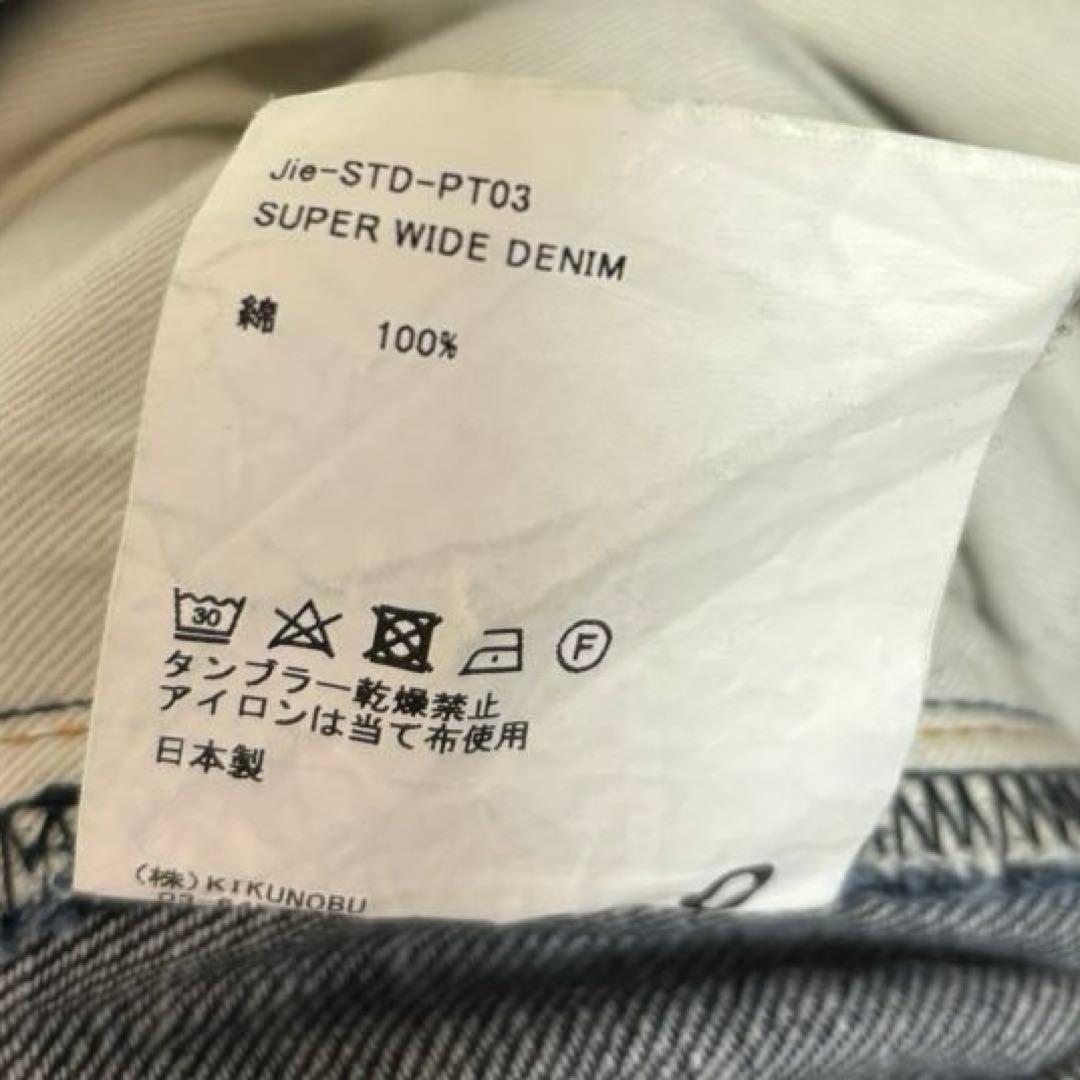 Jie-STD-PT03
SUPER WIDE DENIM
綿 100%
30
F
タンブラー乾燥禁止
アイロンは当て布使用
日本製
(株)KIKUNOBU